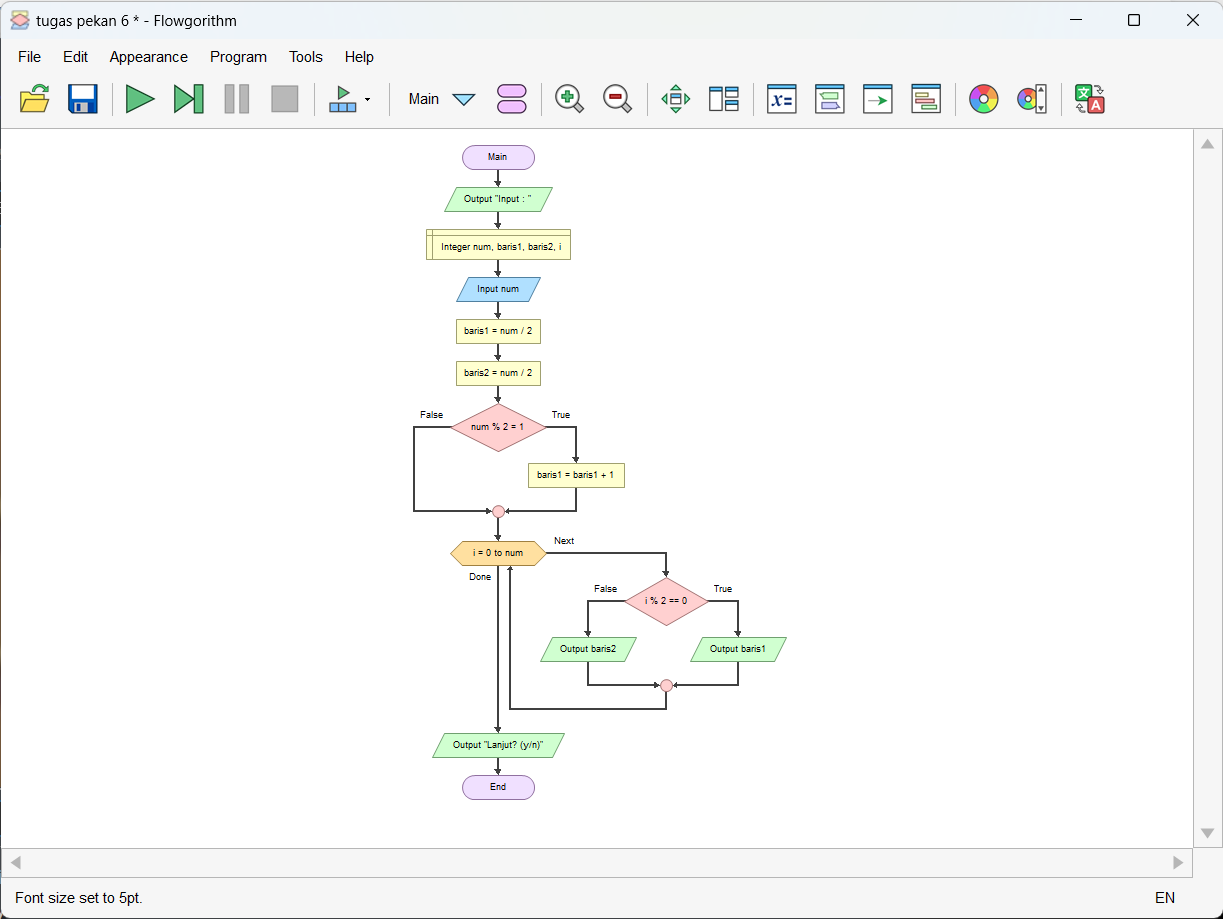 tugas pekan 6 * - Flowgorithm
File Edit Appearance Program Tools Help
Main
x=
文
A
Main
Output "Input : "
Integer num, baris1, baris2, i
Input num
baris1 = num / 2
baris2 = num / 2
False
True
num % 2 = 1
baris1 = baris1 + 1
i = 0 to num
Next
Done
False
True
i % 2 == 0
Output baris2
Output baris1
Output "Lanjut? (y/n)"
End
Font size set to 5pt.
EN